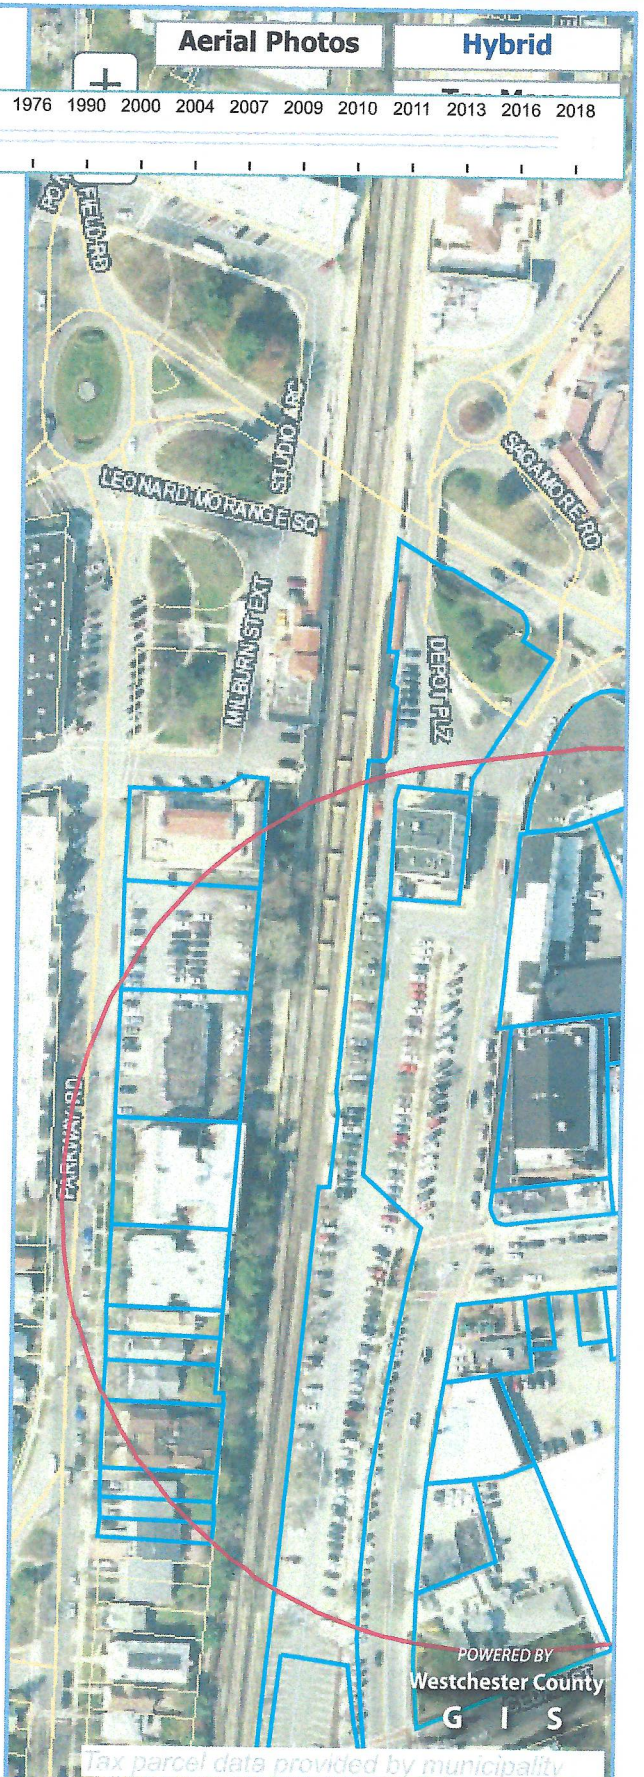 Aerial Photos
Hybrid
+
1976 1990 2000 2004 2007 2009 2010 2011 2013 2016 2018
FIELD RD
STUDIO ARC
SAGAMORE RD
LEONARD MORANGE SQ
MILBURN ST EXT
DEPOT PLZ
PARKWAY RD
POWERED BY
Westchester County
G I S
Tax parcel data provided by municipality